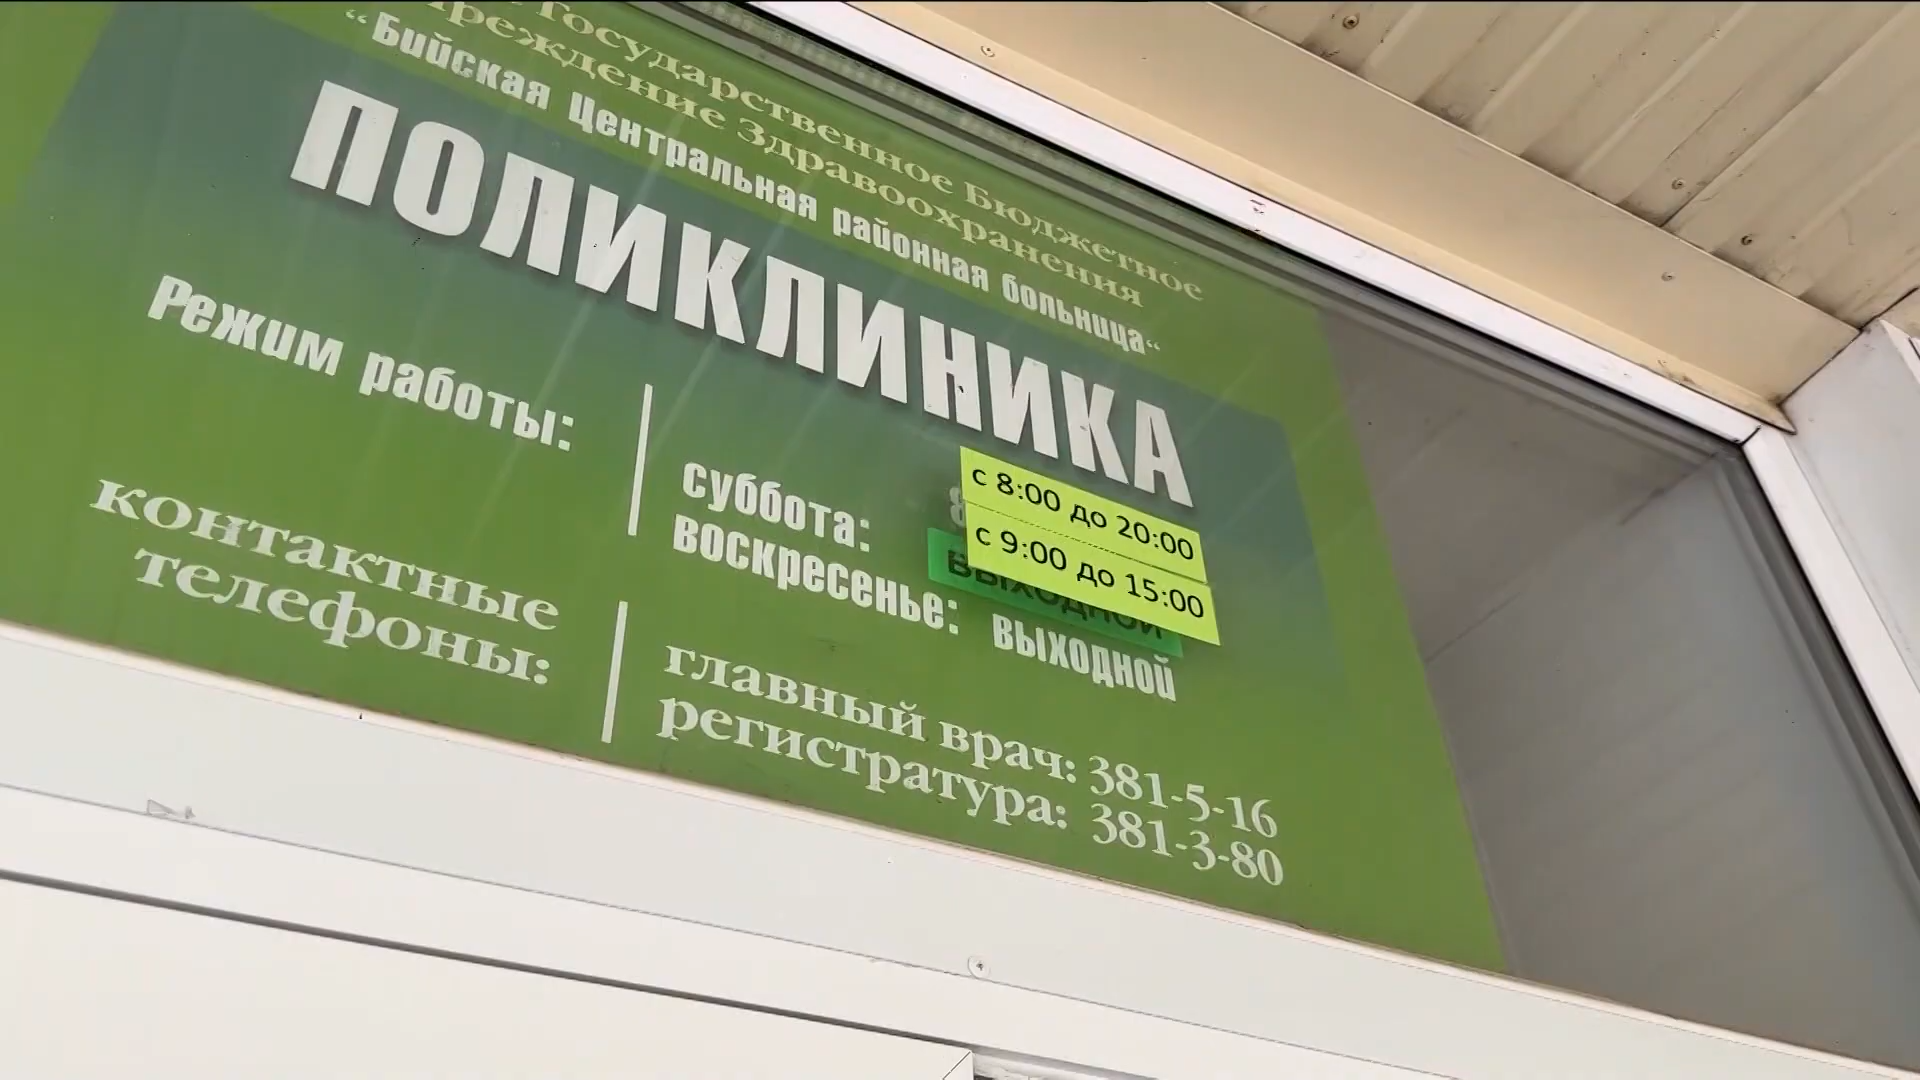 Государственное Бюджетное
Учреждение Здравоохранения
“Бийская Центральная районная больница“
ПОЛИКЛИНИКА
Режим работы:
с 8:00 до 20:00
суббота: с 9:00 до 15:00
выходной
воскресенье: выходной
контактные
телефоны:
главный врач: 381-5-16
регистратура: 381-3-80